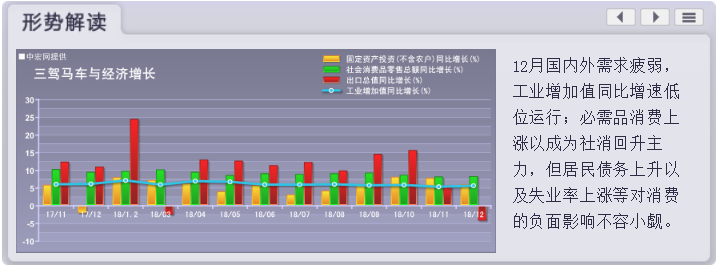 形势解读
■中宏网提供
三驾马车与经济增长
固定资产投资(不含农户)同比增长(%)
社会消费品零售总额同比增长(%)
出口总值同比增长(%)
工业增加值同比增长(%)
30
25
20
15
10
5
0
-5
-10
17/11 17/12 18/1.2 18/03 18/04 18/05 18/06 18/07 18/08 18/09 18/10 18/11 18/12
12月国内外需求疲弱，
工业增加值同比增速低
位运行；必需品消费上
涨以成为社消回升主
力，但居民债务上升以
及失业率上涨等对消费
的负面影响不容小觑。